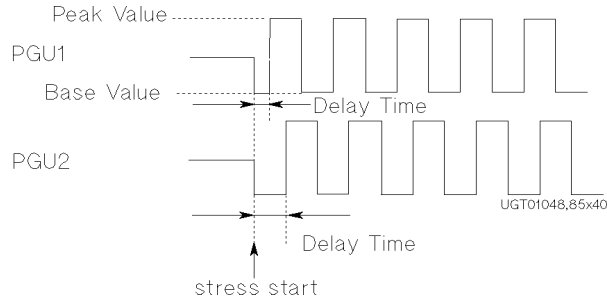 Peak Value
PGU1
Base Value
Delay Time
PGU2
UGT01048,85x40
Delay Time
stress start